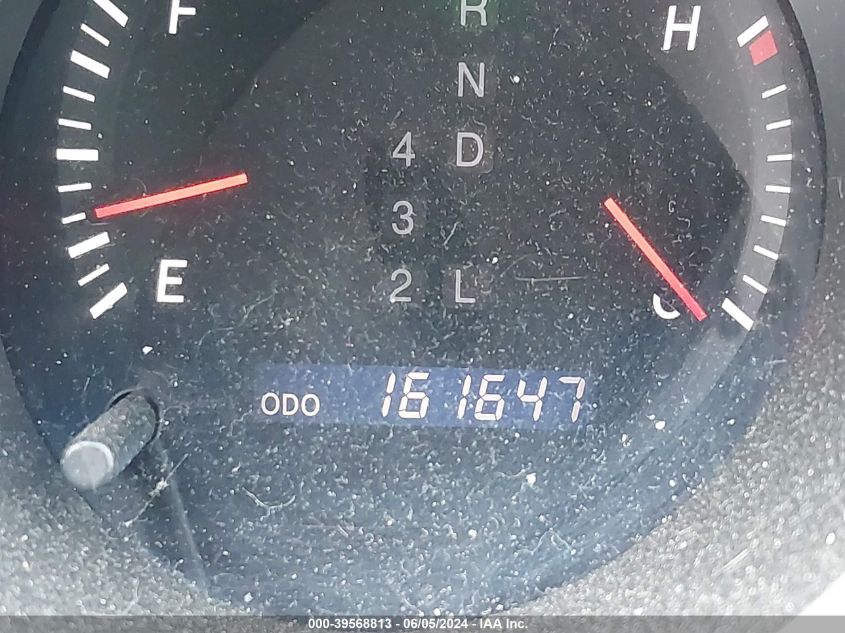 F R H
N
4 D
3
E 2 L C
ODO 161647
000-39568813 - 06/05/2024 - IAA Inc.